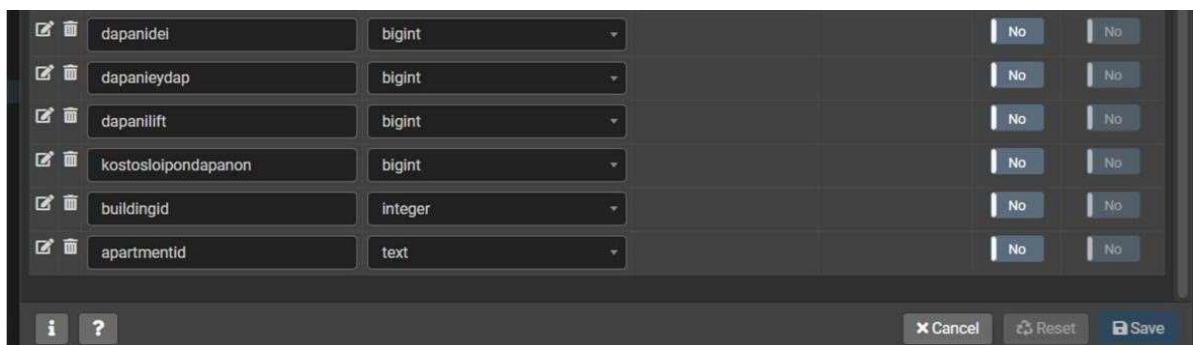 dapanidei bigint No No
dapanieydap bigint No No
dapanilift bigint No No
kostosloipondapanon bigint No No
buildingid integer No No
apartmentid text No No
i ? Cancel Reset Save